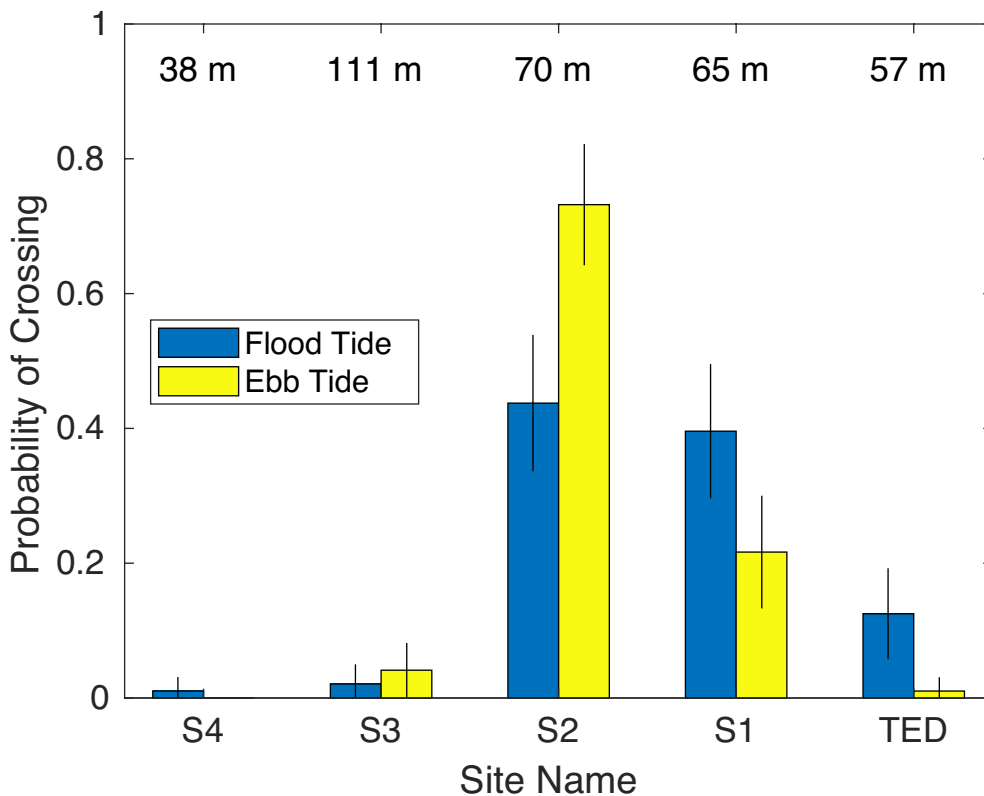 1
38 m 111 m 70 m 65 m 57 m
0.8
0.6
0.4
0.2
0
Probability of Crossing
Flood Tide
Ebb Tide
S4 S3 S2 S1 TED
Site Name